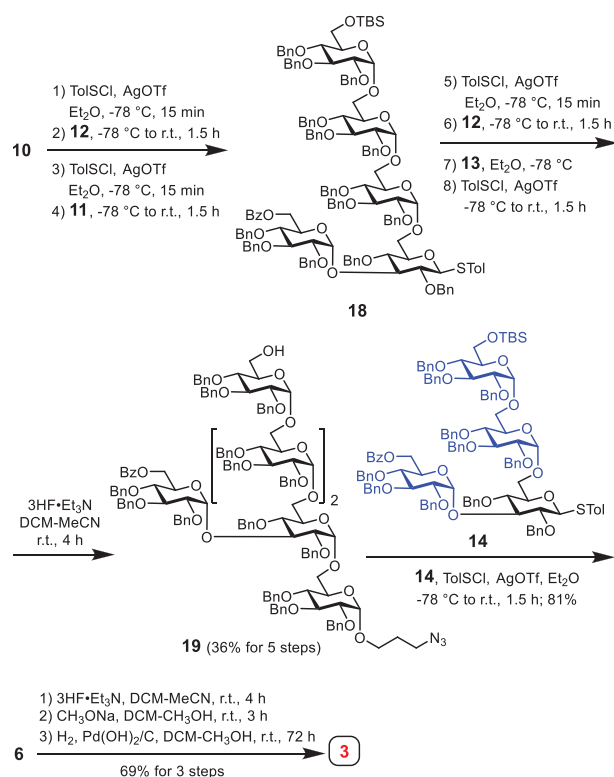 10
1) TolSCl, AgOTf
Et₂O, -78 °C, 15 min
2) 12, -78 °C to r.t., 1.5 h
3) TolSCl, AgOTf
Et₂O, -78 °C, 15 min
4) 11, -78 °C to r.t., 1.5 h
OTBS
BnO O
BnO
BnO O
BnO O
BnO
BnO O
BnO O
BnO
BzO BnO O
BnO O
BnO BnO O STol
BnO O OBn
18
5) TolSCl, AgOTf
Et₂O, -78 °C, 15 min
6) 12, -78 °C to r.t., 1.5 h
7) 13, Et₂O, -78 °C
8) TolSCl, AgOTf
-78 °C to r.t., 1.5 h
3HF•Et₃N
DCM-MeCN
r.t., 4 h
OH
BnO O
BnO
BnO O
BnO O
BnO
BzO BnO O 2
BnO O
BnO BnO O
BnO O BnO O
BnO O
BnO
BnO O N₃
19 (36% for 5 steps)
OTBS
BnO O
BnO
BnO O
BnO O
BnO
BzO BnO O
BnO O
BnO BnO O STol
BnO O BnO
14
14, TolSCl, AgOTf, Et₂O
-78 °C to r.t., 1.5 h; 81%
6
1) 3HF•Et₃N, DCM-MeCN, r.t., 4 h
2) CH₃ONa, DCM-CH₃OH, r.t., 3 h
3) H₂, Pd(OH)₂/C, DCM-CH₃OH, r.t., 72 h
69% for 3 steps
3